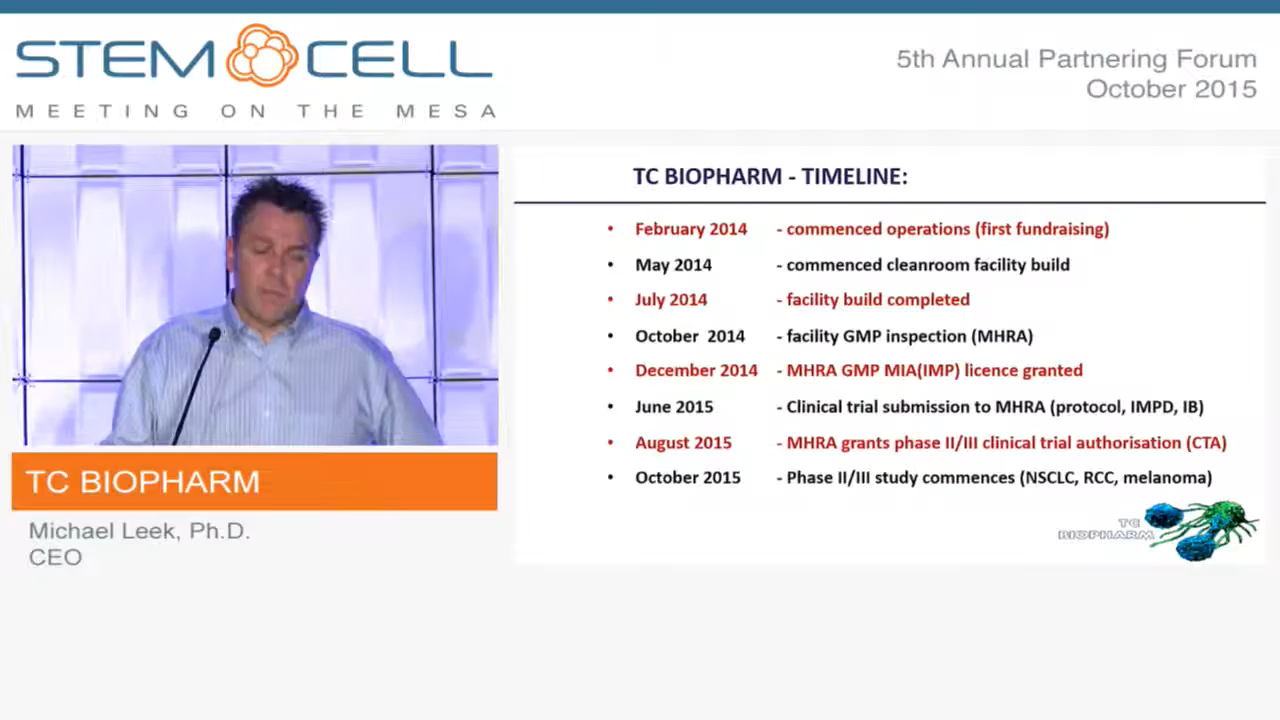 STEM CELL
MEETING ON THE MESA
5th Annual Partnering Forum
October 2015
TC BIOPHARM - TIMELINE:
• February 2014 - commenced operations (first fundraising)
• May 2014 - commenced cleanroom facility build
• July 2014 - facility build completed
• October 2014 - facility GMP inspection (MHRA)
• December 2014 - MHRA GMP MIA(IMP) licence granted
• June 2015 - Clinical trial submission to MHRA (protocol, IMPD, IB)
• August 2015 - MHRA grants phase II/III clinical trial authorisation (CTA)
• October 2015 - Phase II/III study commences (NSCLC, RCC, melanoma)
TC
BIOPHARM
TC BIOPHARM
Michael Leek, Ph.D.
CEO